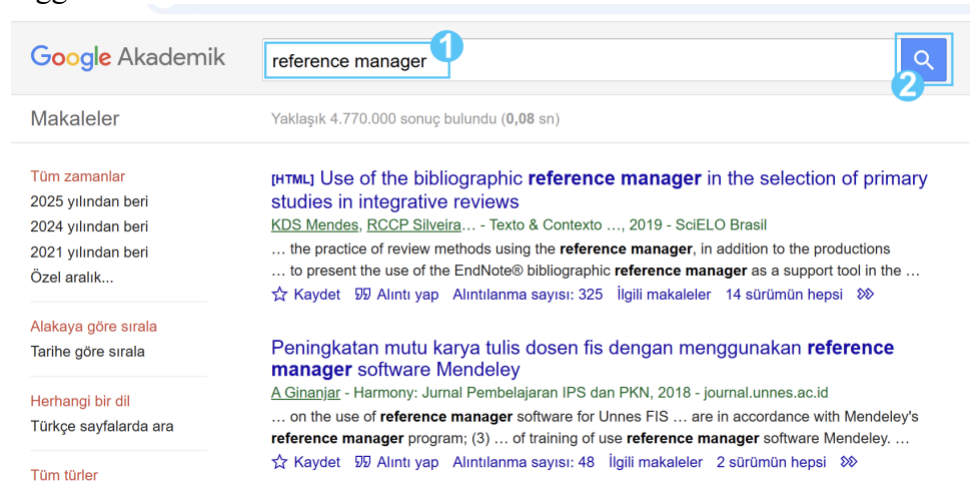 Google Akademik
reference manager
1
2
Makaleler
Yaklaşık 4.770.000 sonuç bulundu (0,08 sn)
Tüm zamanlar
2025 yılından beri
2024 yılından beri
2021 yılından beri
Özel aralık...
Alakaya göre sırala
Tarihe göre sırala
Herhangi bir dil
Türkçe sayfalarda ara
Tüm türler
[HTML] Use of the bibliographic reference manager in the selection of primary
studies in integrative reviews
KDS Mendes, RCCP Silveira… - Texto & Contexto …, 2019 - SciELO Brasil
… the practice of review methods using the reference manager, in addition to the productions
… to present the use of the EndNote® bibliographic reference manager as a support tool in the …
Kaydet Alıntı yap Alıntılanma sayısı: 325 İlgili makaleler 14 sürümün hepsi
Peningkatan mutu karya tulis dosen fis dengan menggunakan reference
manager software Mendeley
A Ginanjar - Harmony: Jurnal Pembelajaran IPS dan PKN, 2018 - journal.unnes.ac.id
… on the use of reference manager software for Unnes FIS … are in accordance with Mendeley's
reference manager program; (3) … of training of use reference manager software Mendeley. …
Kaydet Alıntı yap Alıntılanma sayısı: 48 İlgili makaleler 2 sürümün hepsi